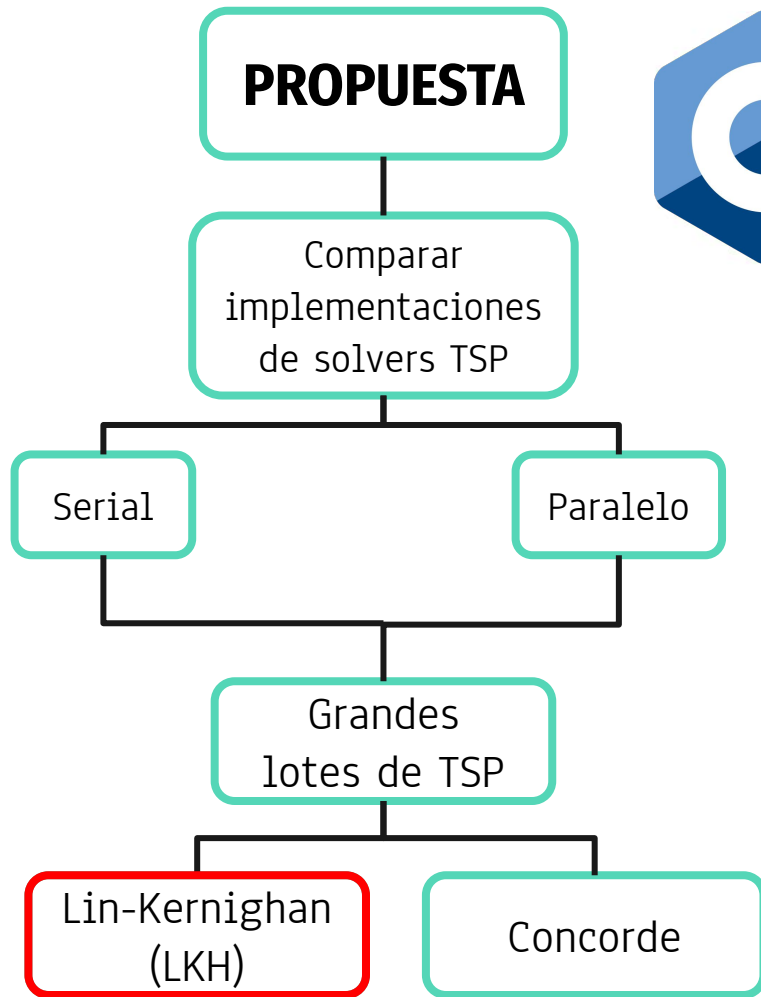 PROPUESTA
Comparar
implementaciones
de solvers TSP
Serial
Paralelo
Grandes
lotes de TSP
Lin-Kernighan
(LKH)
Concorde